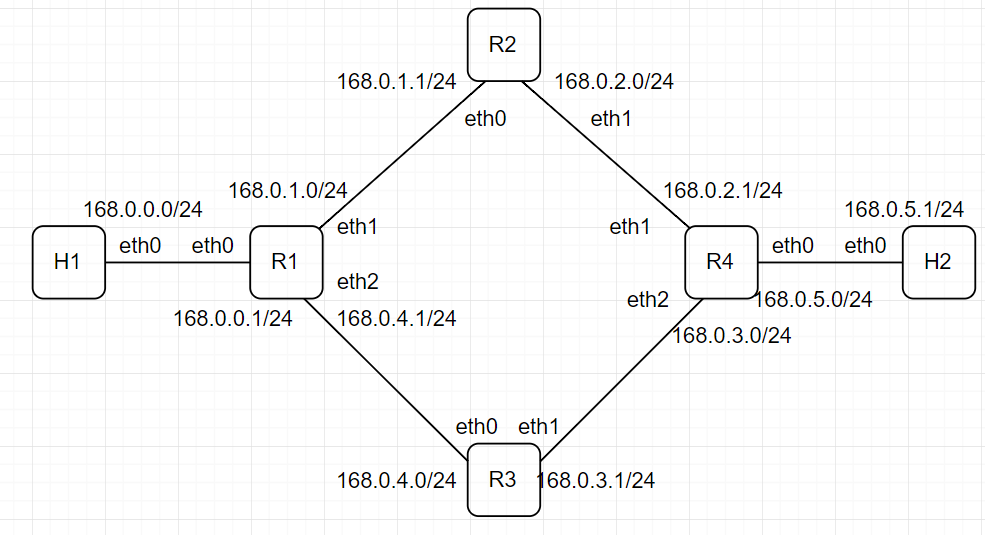 R2
168.0.1.1/24
168.0.2.0/24
eth0
eth1
168.0.1.0/24
168.0.2.1/24
168.0.0.0/24
168.0.5.1/24
eth1
eth1
H1
eth0
eth0
R1
R4
eth0
eth0
H2
eth2
eth2
168.0.5.0/24
168.0.0.1/24
168.0.4.1/24
168.0.3.0/24
eth0
eth1
168.0.4.0/24
R3
168.0.3.1/24